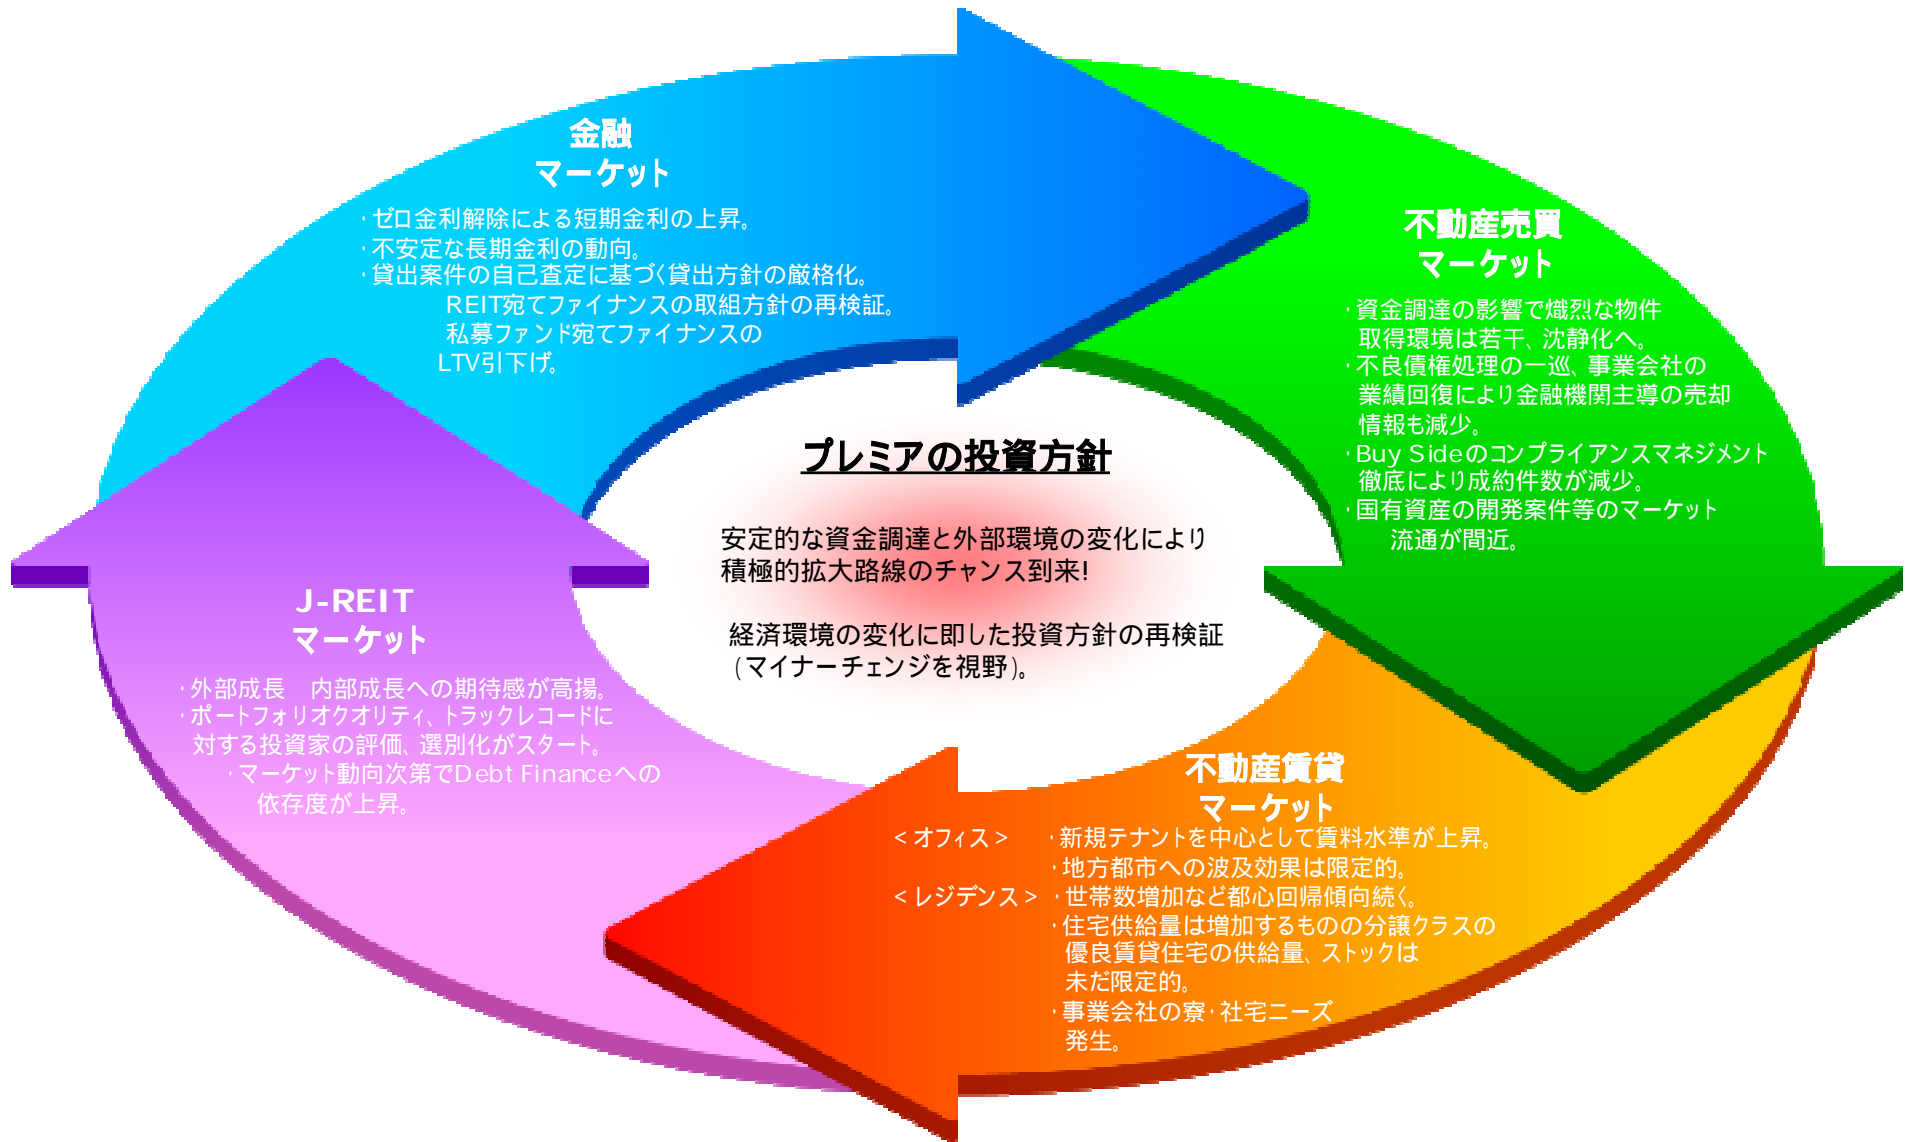 金融
マーケット
・ゼロ金利解除による短期金利の上昇。
・不安定な長期金利の動向。
・貸出案件の自己査定に基づく貸出方針の厳格化。
REIT宛てファイナンスの取組方針の再検証。
私募ファンド宛てファイナンスの
LTV引下げ。
不動産売買
マーケット
・資金調達の影響で熾烈な物件
取得環境は若干、沈静化へ。
・不良債権処理の一巡、事業会社の
業績回復により金融機関主導の売却
情報も減少。
・Buy Sideのコンプライアンスマネジメント
徹底により成約件数が減少。
・国有資産の開発案件等のマーケット
流通が間近。
プレミアの投資方針
安定的な資金調達と外部環境の変化により
積極的拡大路線のチャンス到来!
経済環境の変化に即した投資方針の再検証
(マイナーチェンジを視野)。
J-REIT
マーケット
・外部成長　内部成長への期待感が高揚。
・ポートフォリオクオリティ、トラックレコードに
対する投資家の評価、選別化がスタート。
・マーケット動向次第でDebt Financeへの
依存度が上昇。
不動産賃貸
マーケット
<オフィス>　・新規テナントを中心として賃料水準が上昇。
・地方都市への波及効果は限定的。
<レジデンス>　・世帯数増加など都心回帰傾向続く。
・住宅供給量は増加するものの分譲クラスの
優良賃貸住宅の供給量、ストックは
未だ限定的。
・事業会社の寮・社宅ニーズ
発生。